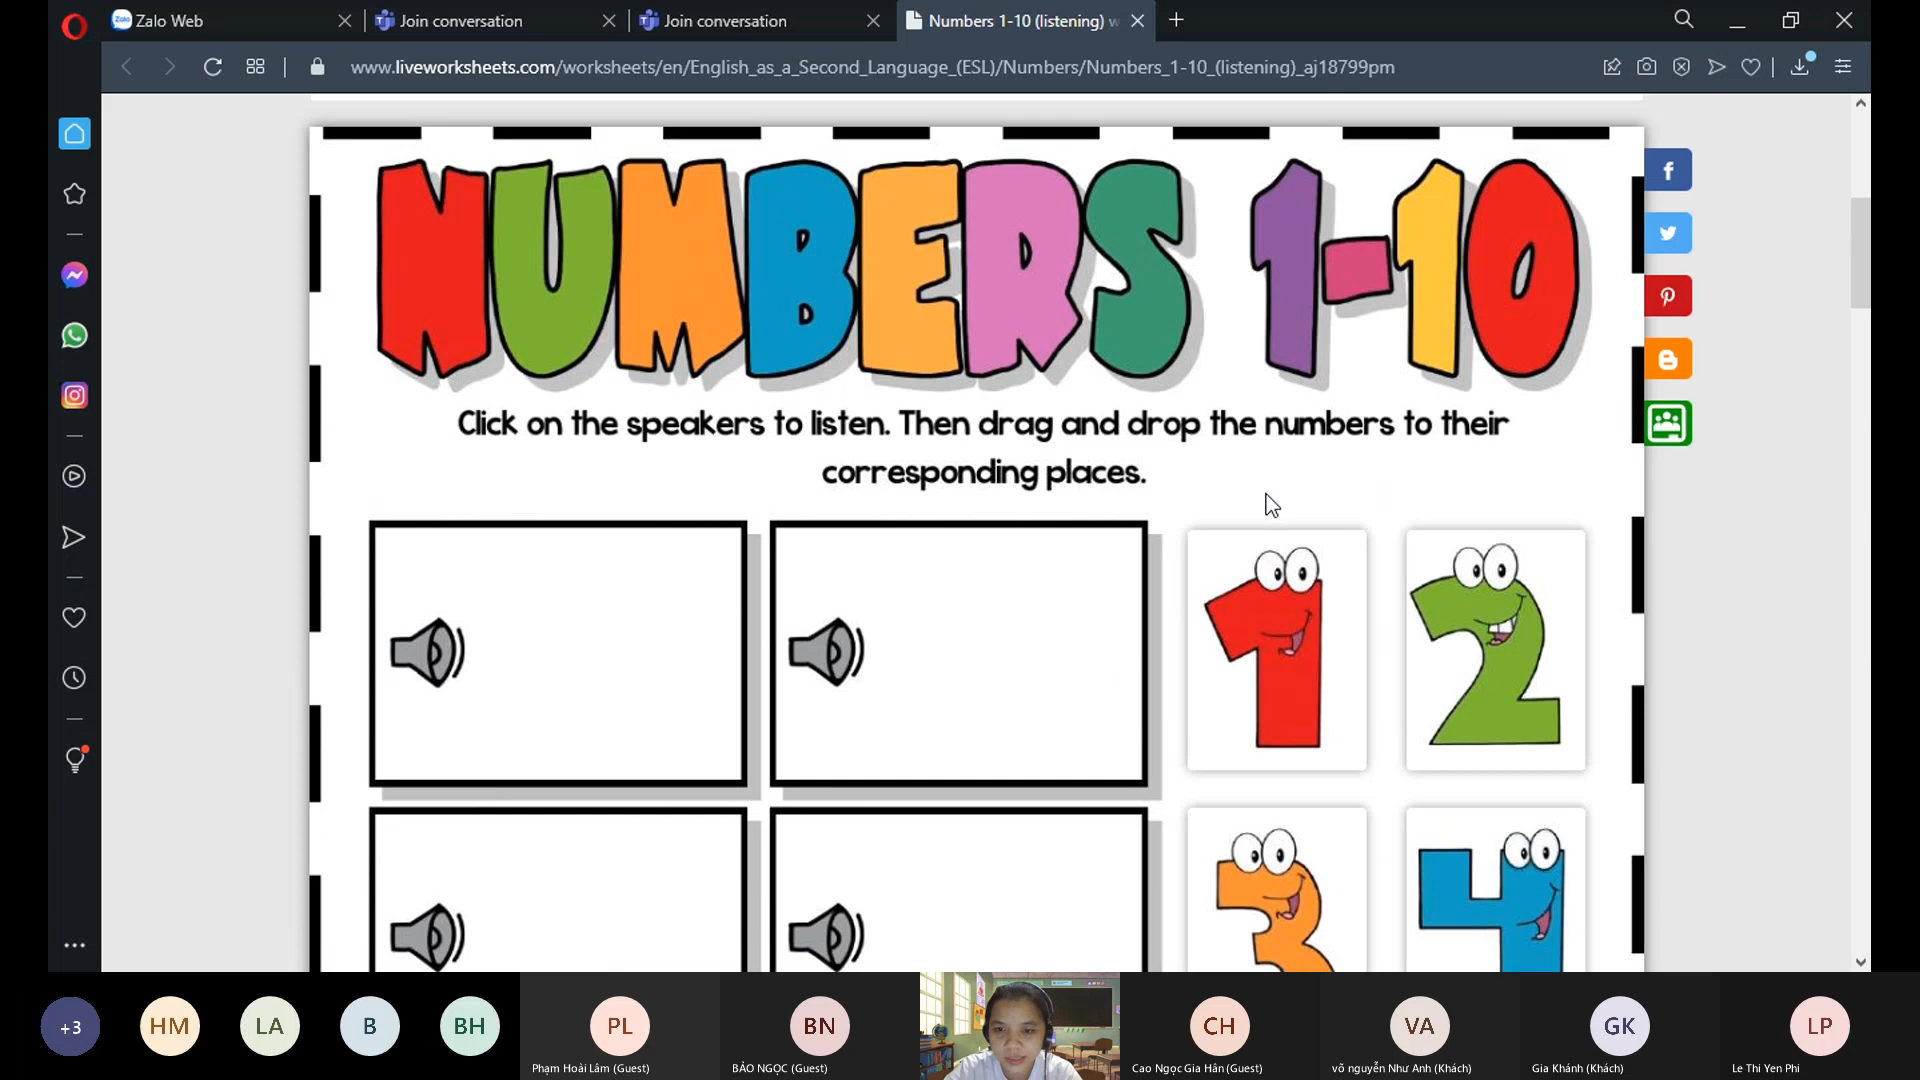 Zalo Web
Join conversation
Join conversation
Numbers 1-10 (listening) w
www.liveworksheets.com/worksheets/en/English_as_a_Second_Language_(ESL)/Numbers/Numbers_1-10_(listening)_aj18799pm
NUMBERS 1-10
Click on the speakers to listen. Then drag and drop the numbers to their
corresponding places.
1
2
3
4
+3
HM
LA
B
BH
PL
BN
CH
VA
GK
LP
Phạm Hoài Lâm (Guest)
BẢO NGỌC (Guest)
Cao Ngọc Gia Hân (Guest)
võ nguyễn Như Anh (Khách)
Gia Khánh (Khách)
Le Thi Yen Phi